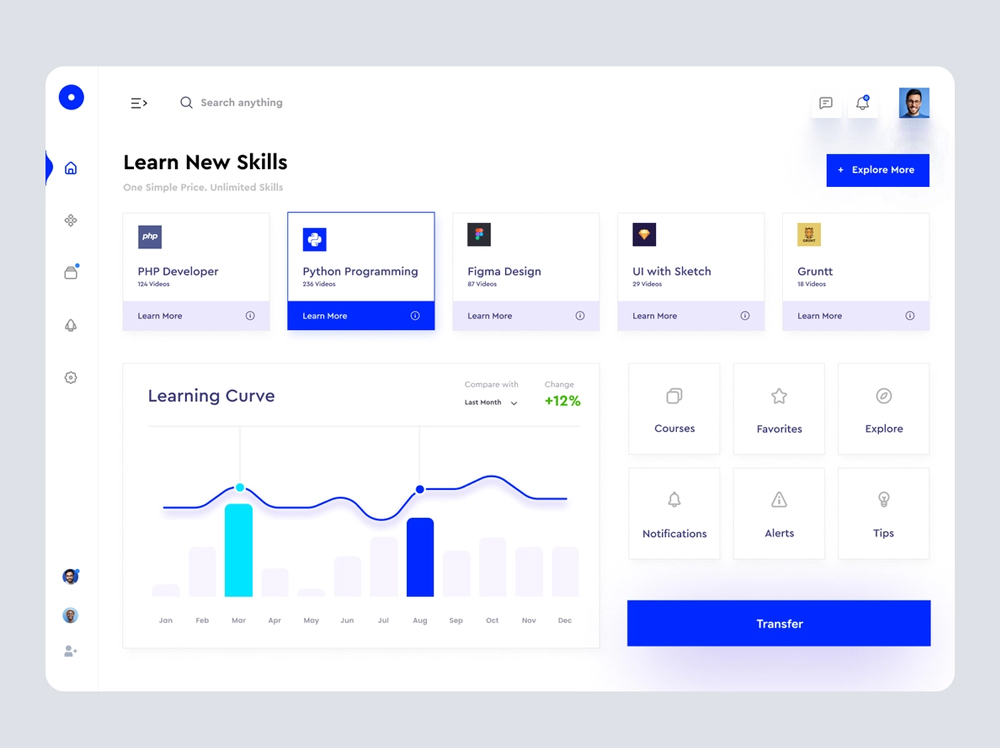 Search anything
Learn New Skills
One Simple Price. Unlimited Skills
+ Explore More
php
PHP Developer
124 Videos
Learn More
Python Programming
236 Videos
Learn More
Figma Design
87 Videos
Learn More
UI with Sketch
29 Videos
Learn More
GRUNT
Gruntt
18 Videos
Learn More
Learning Curve
Compare with
Last Month
Change
+12%
Jan Feb Mar Apr May Jun Jul Aug Sep Oct Nov Dec
Courses
Favorites
Explore
Notifications
Alerts
Tips
Transfer